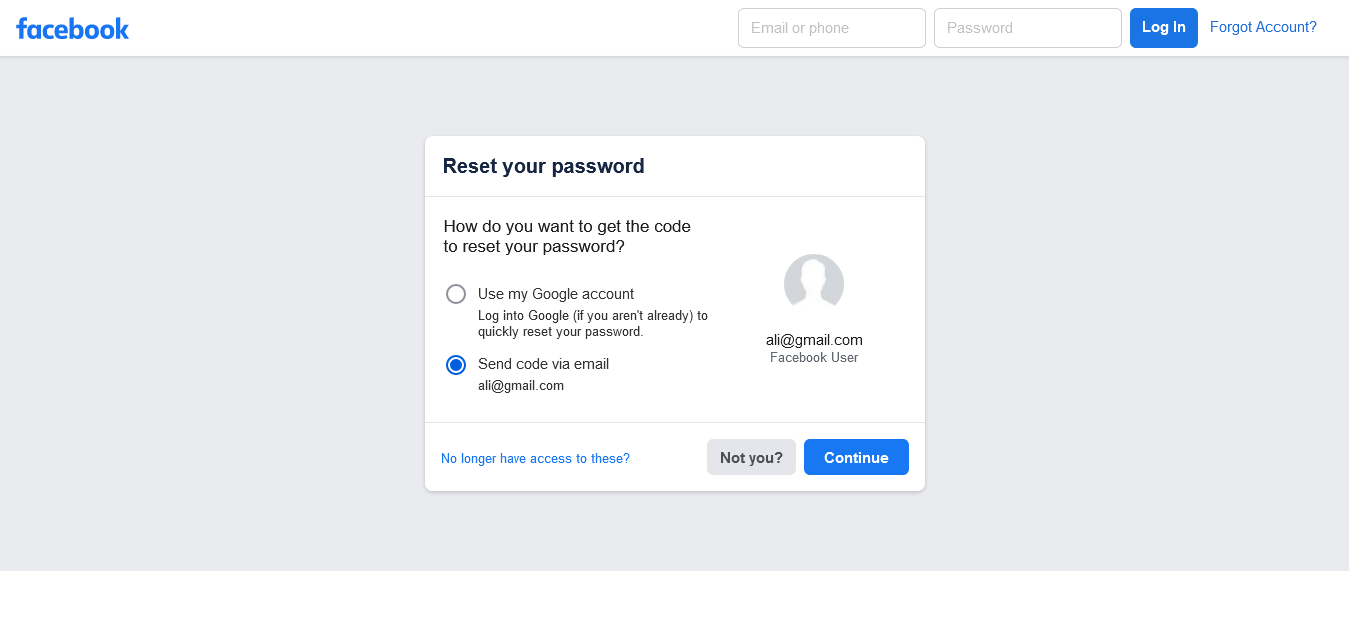 facebook
Email or phone
Password
Log In
Forgot Account?
Reset your password
How do you want to get the code
to reset your password?
Use my Google account
Log into Google (if you aren't already) to
quickly reset your password.
Send code via email
ali@gmail.com
ali@gmail.com
Facebook User
No longer have access to these?
Not you?
Continue